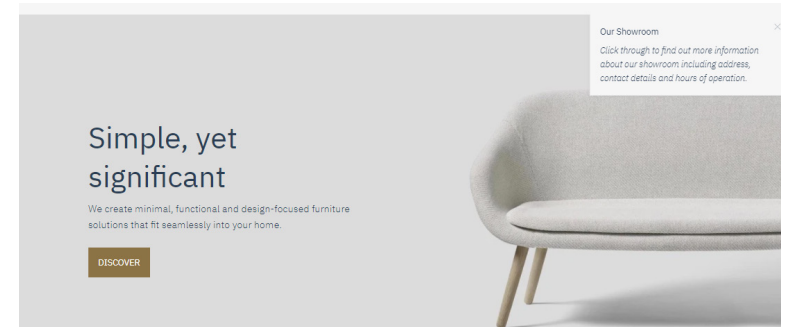 Our Showroom
Click through to find out more information
about our showroom including address,
contact details and hours of operation.
Simple, yet
significant
We create minimal, functional and design-focused furniture
solutions that fit seamlessly into your home.
DISCOVER